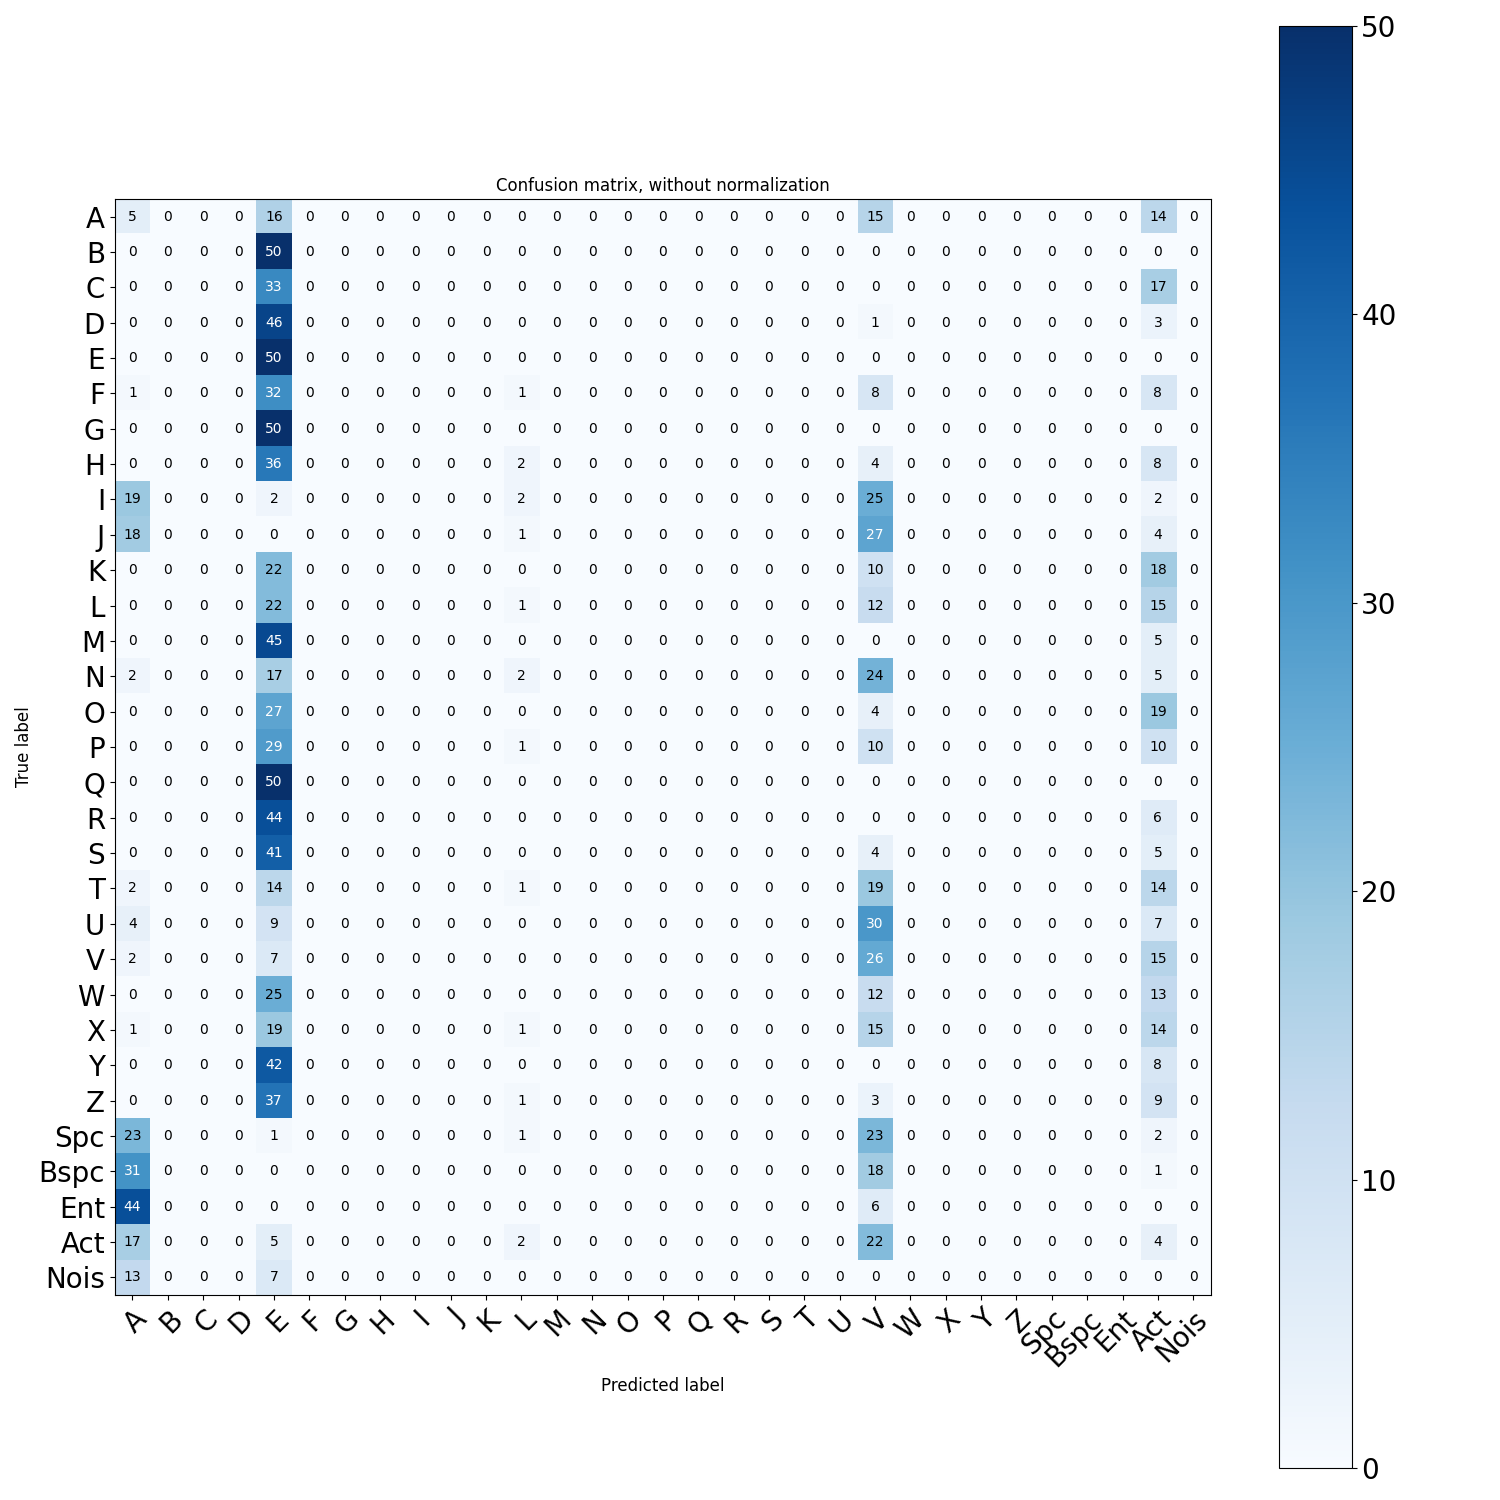 Confusion matrix, without normalization
True label
A 5 0 0 0 16 0 0 0 0 0 0 0 0 0 0 0 0 0 0 0 0 15 0 0 0 0 0 0 0 14 0
B 0 0 0 0 50 0 0 0 0 0 0 0 0 0 0 0 0 0 0 0 0 0 0 0 0 0 0 0 0 0 0
C 0 0 0 0 33 0 0 0 0 0 0 0 0 0 0 0 0 0 0 0 0 0 0 0 0 0 0 0 0 17 0
D 0 0 0 0 46 0 0 0 0 0 0 0 0 0 0 0 0 0 0 0 0 1 0 0 0 0 0 0 0 3 0
E 0 0 0 0 50 0 0 0 0 0 0 0 0 0 0 0 0 0 0 0 0 0 0 0 0 0 0 0 0 0 0
F 1 0 0 0 32 0 0 0 0 0 0 1 0 0 0 0 0 0 0 0 0 8 0 0 0 0 0 0 0 8 0
G 0 0 0 0 50 0 0 0 0 0 0 0 0 0 0 0 0 0 0 0 0 0 0 0 0 0 0 0 0 0 0
H 0 0 0 0 36 0 0 0 0 0 0 2 0 0 0 0 0 0 0 0 0 4 0 0 0 0 0 0 0 8 0
I 19 0 0 0 2 0 0 0 0 0 0 2 0 0 0 0 0 0 0 0 0 25 0 0 0 0 0 0 0 2 0
J 18 0 0 0 0 0 0 0 0 0 0 1 0 0 0 0 0 0 0 0 0 27 0 0 0 0 0 0 0 4 0
K 0 0 0 0 22 0 0 0 0 0 0 0 0 0 0 0 0 0 0 0 0 10 0 0 0 0 0 0 0 18 0
L 0 0 0 0 22 0 0 0 0 0 0 1 0 0 0 0 0 0 0 0 0 12 0 0 0 0 0 0 0 15 0
M 0 0 0 0 45 0 0 0 0 0 0 0 0 0 0 0 0 0 0 0 0 0 0 0 0 0 0 0 0 5 0
N 2 0 0 0 17 0 0 0 0 0 0 2 0 0 0 0 0 0 0 0 0 24 0 0 0 0 0 0 0 5 0
O 0 0 0 0 27 0 0 0 0 0 0 0 0 0 0 0 0 0 0 0 0 4 0 0 0 0 0 0 0 19 0
P 0 0 0 0 29 0 0 0 0 0 0 1 0 0 0 0 0 0 0 0 0 10 0 0 0 0 0 0 0 10 0
Q 0 0 0 0 50 0 0 0 0 0 0 0 0 0 0 0 0 0 0 0 0 0 0 0 0 0 0 0 0 0 0
R 0 0 0 0 44 0 0 0 0 0 0 0 0 0 0 0 0 0 0 0 0 0 0 0 0 0 0 0 0 6 0
S 0 0 0 0 41 0 0 0 0 0 0 0 0 0 0 0 0 0 0 0 0 4 0 0 0 0 0 0 0 5 0
T 2 0 0 0 14 0 0 0 0 0 0 1 0 0 0 0 0 0 0 0 0 19 0 0 0 0 0 0 0 14 0
U 4 0 0 0 9 0 0 0 0 0 0 0 0 0 0 0 0 0 0 0 0 30 0 0 0 0 0 0 0 7 0
V 2 0 0 0 7 0 0 0 0 0 0 0 0 0 0 0 0 0 0 0 0 26 0 0 0 0 0 0 0 15 0
W 0 0 0 0 25 0 0 0 0 0 0 0 0 0 0 0 0 0 0 0 0 12 0 0 0 0 0 0 0 13 0
X 1 0 0 0 19 0 0 0 0 0 0 1 0 0 0 0 0 0 0 0 0 15 0 0 0 0 0 0 0 14 0
Y 0 0 0 0 42 0 0 0 0 0 0 0 0 0 0 0 0 0 0 0 0 0 0 0 0 0 0 0 0 8 0
Z 0 0 0 0 37 0 0 0 0 0 0 1 0 0 0 0 0 0 0 0 0 3 0 0 0 0 0 0 0 9 0
Spc 23 0 0 0 1 0 0 0 0 0 0 1 0 0 0 0 0 0 0 0 0 23 0 0 0 0 0 0 0 2 0
Bspc 31 0 0 0 0 0 0 0 0 0 0 0 0 0 0 0 0 0 0 0 0 18 0 0 0 0 0 0 0 1 0
Ent 44 0 0 0 0 0 0 0 0 0 0 0 0 0 0 0 0 0 0 0 0 6 0 0 0 0 0 0 0 0 0
Act 17 0 0 0 5 0 0 0 0 0 0 2 0 0 0 0 0 0 0 0 0 22 0 0 0 0 0 0 0 4 0
Nois 13 0 0 0 7 0 0 0 0 0 0 0 0 0 0 0 0 0 0 0 0 0 0 0 0 0 0 0 0 0 0
A B C D E F G H I J K L M N O P Q R S T U V W X Y Z Spc Bspc Ent Act Nois
Predicted label
50
40
30
20
10
0